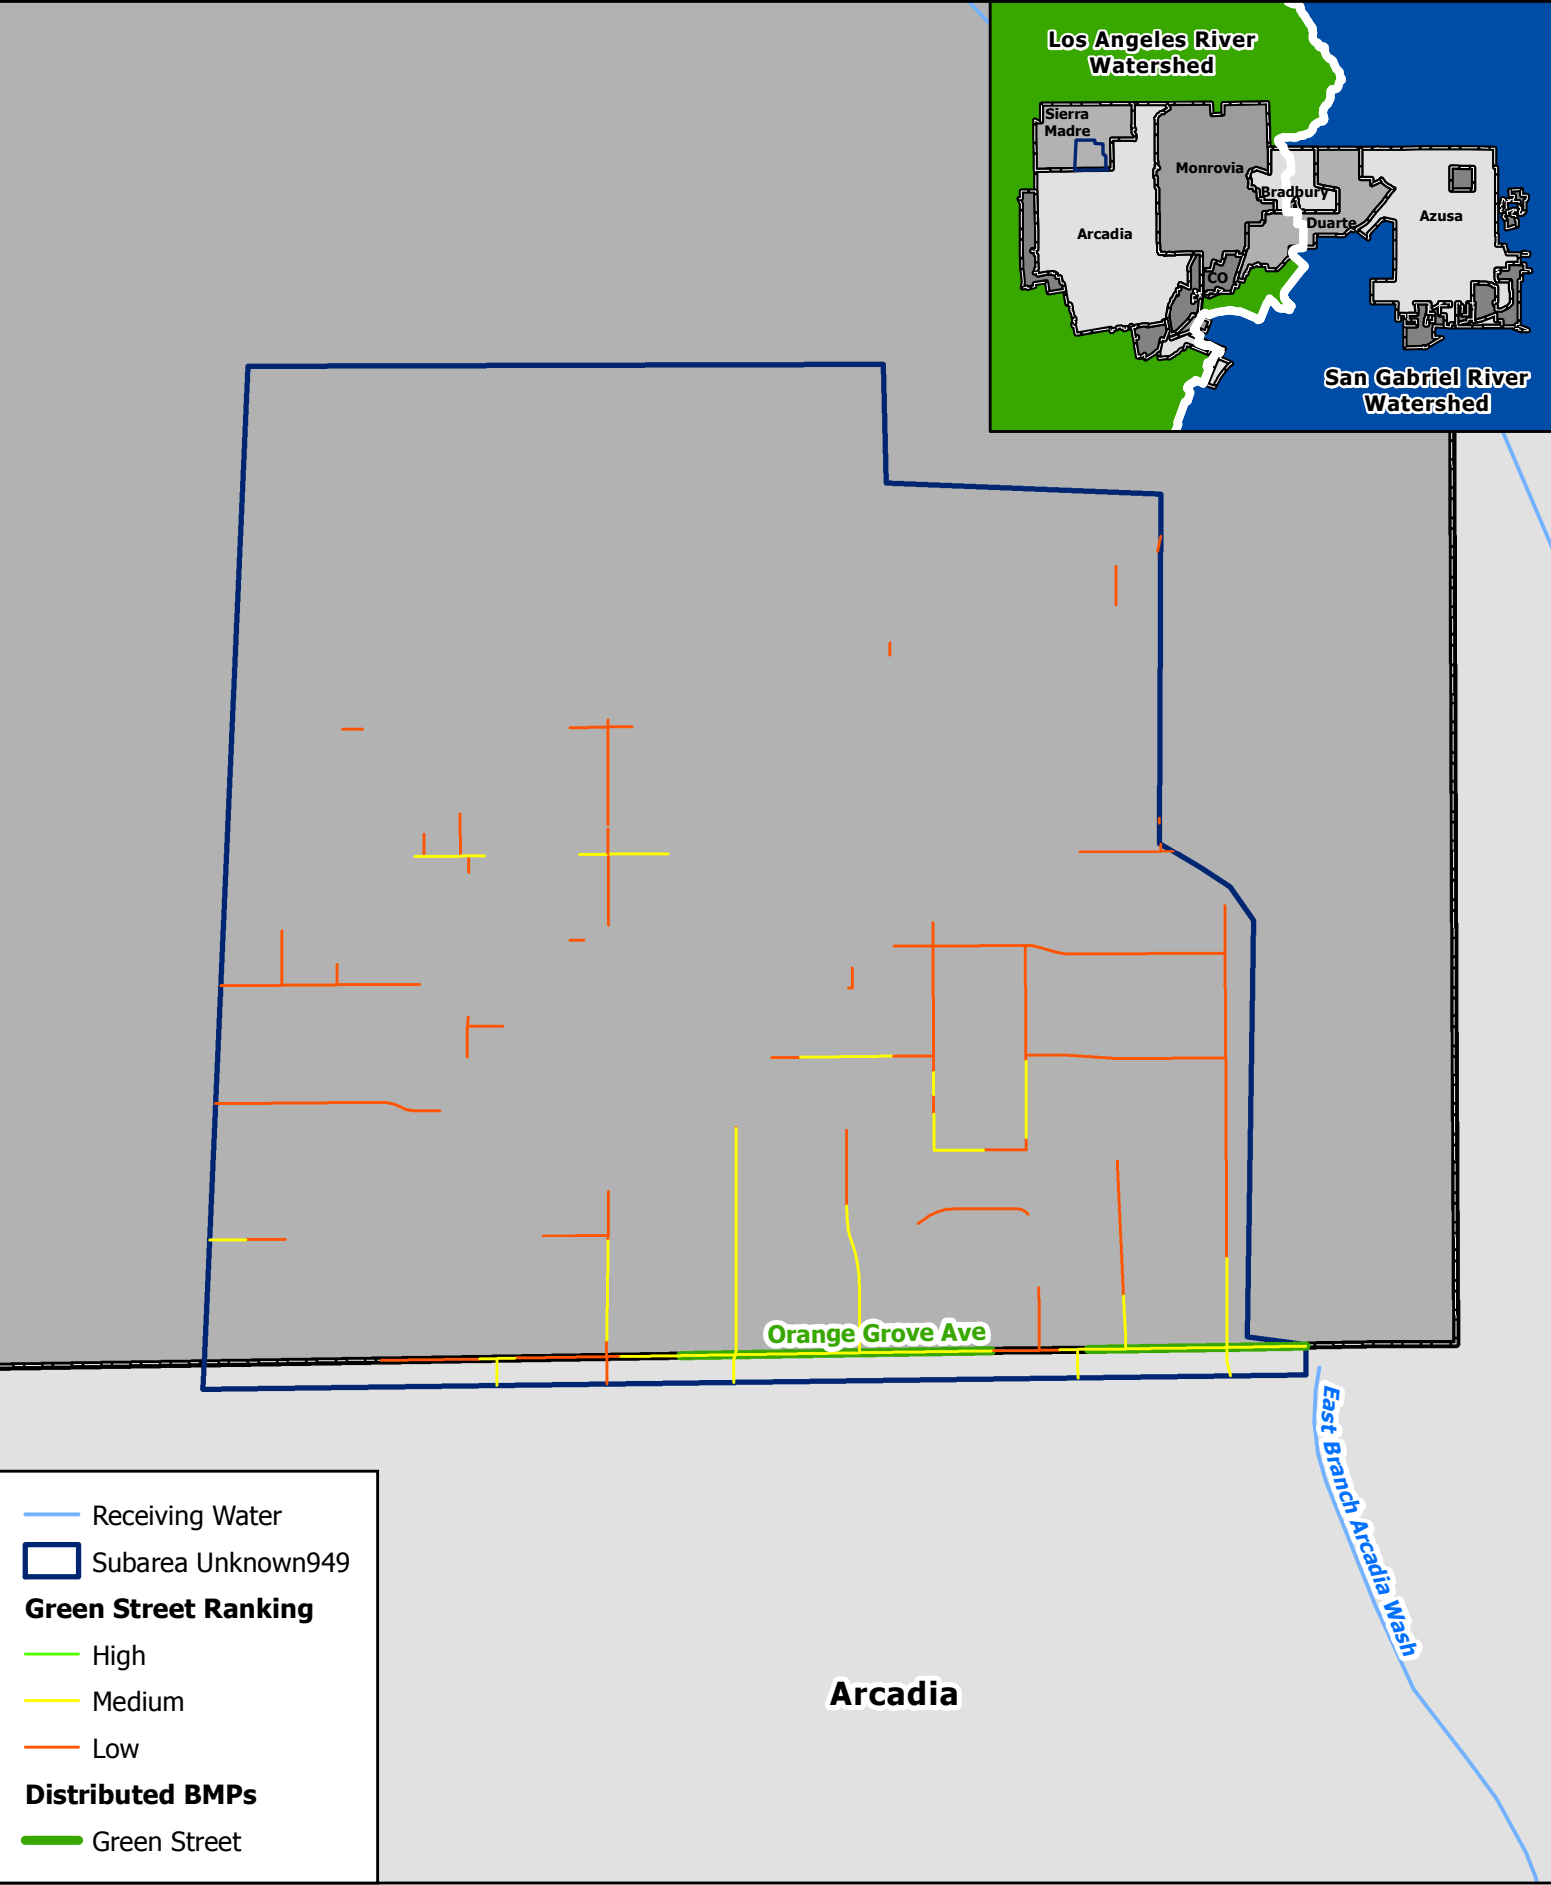 Los Angeles River
Watershed
Sierra
Madre
Monrovia
Bradbury
Duarte
Azusa
Arcadia
CO
San Gabriel River
Watershed
Orange Grove Ave
East Branch Arcadia Wash
Arcadia
Receiving Water
Subarea Unknown949
Green Street Ranking
High
Medium
Low
Distributed BMPs
Green Street